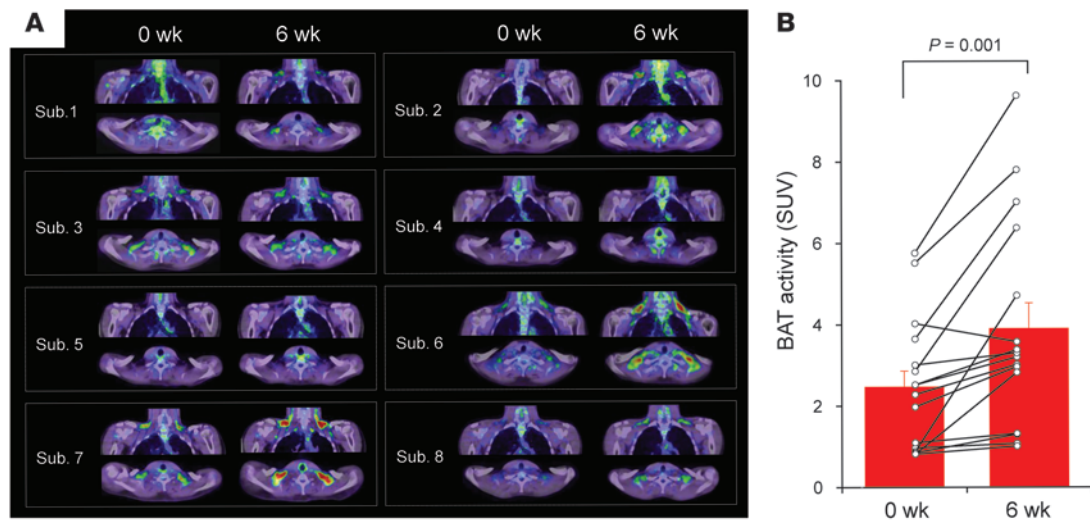 A
B
0 wk 6 wk 0 wk 6 wk
Sub.1
Sub. 2
Sub. 3
Sub. 4
Sub. 5
Sub. 6
Sub. 7
Sub. 8
P = 0.001
BAT activity (SUV)
10
8
6
4
2
0
0 wk 6 wk